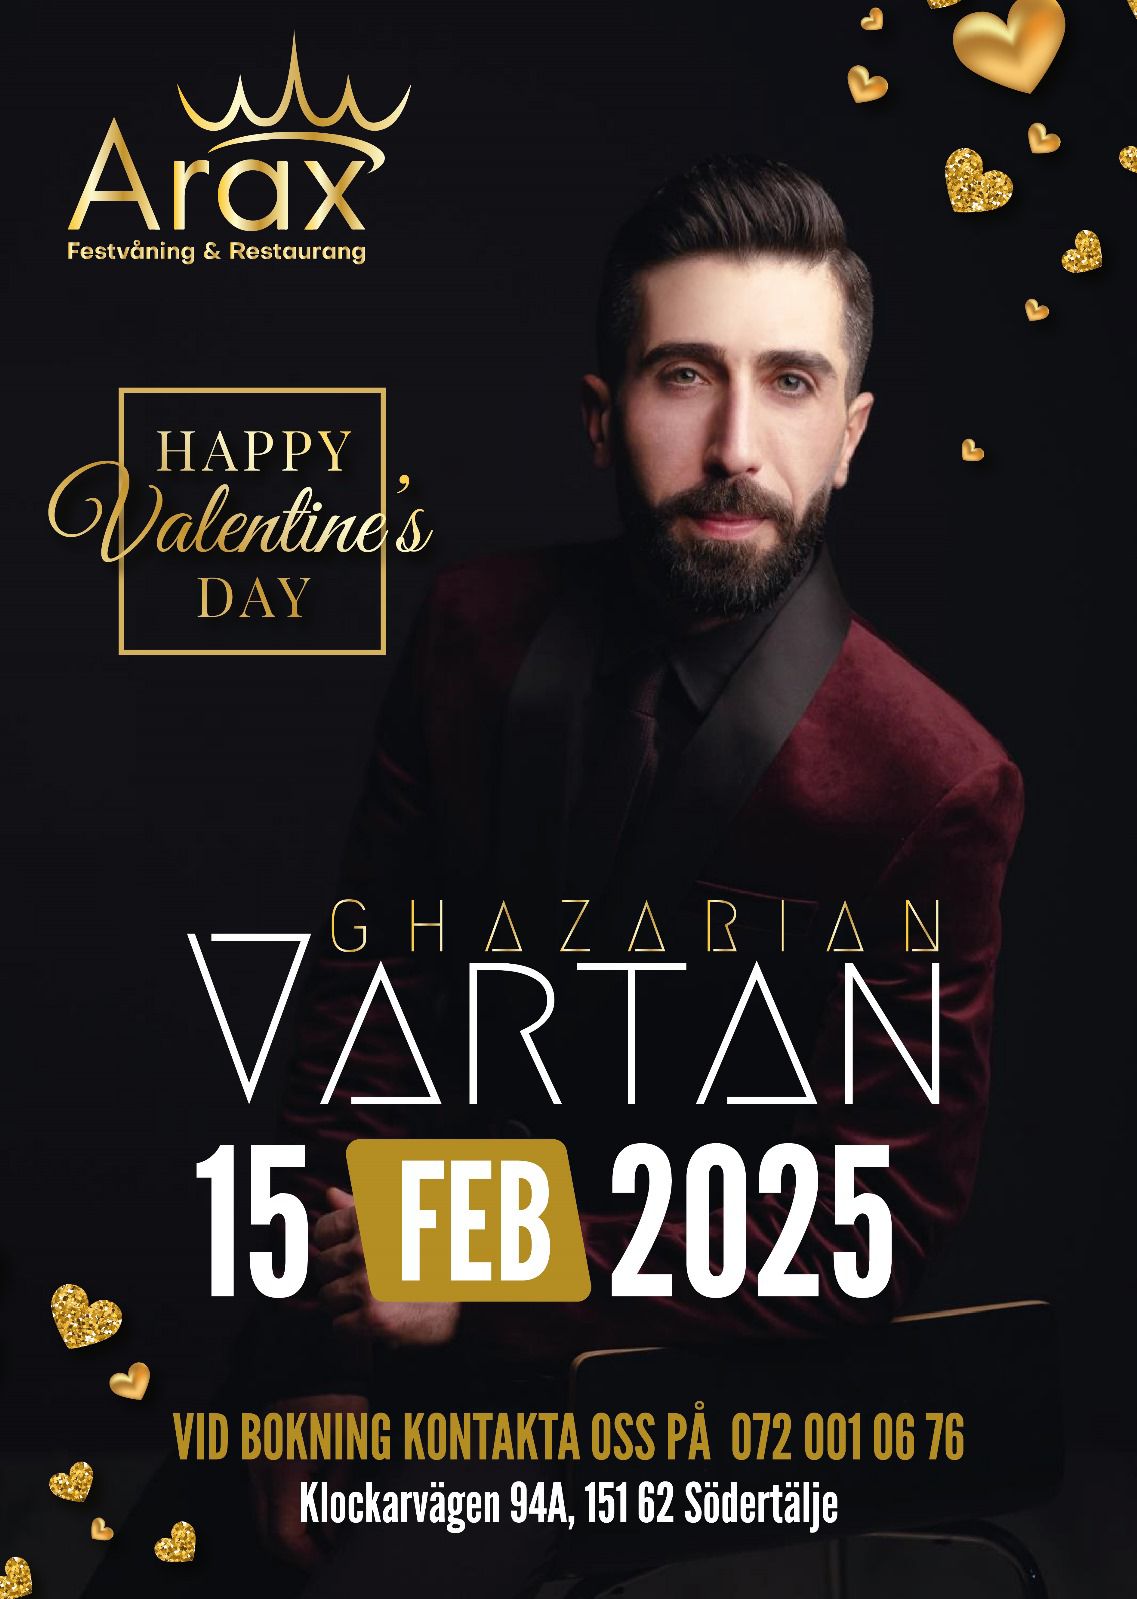 Arax
Festvåning & Restaurang
HAPPY
Valentine's
DAY
GHAZARIAN
VARTAN
15 FEB 2025
VID BOKNING KONTAKTA OSS PÅ 072 001 06 76
Klockarvägen 94A, 151 62 Södertälje